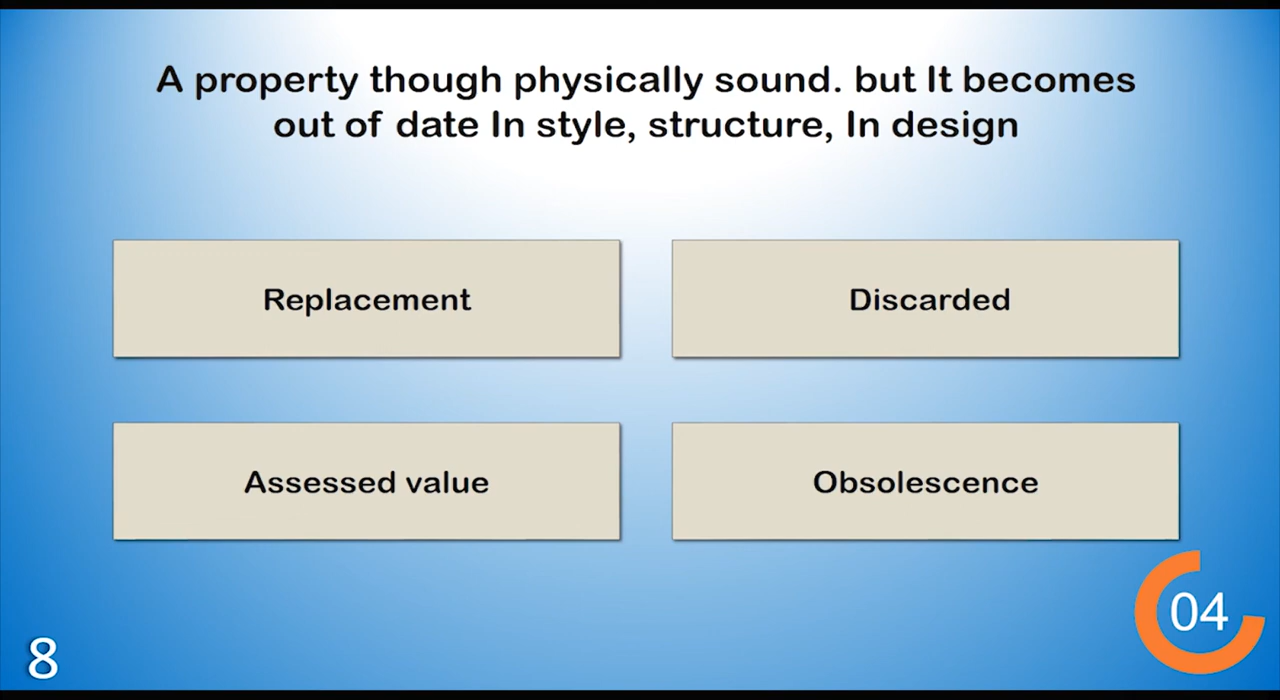 A property though physically sound. but It becomes
out of date In style, structure, In design
Replacement
Discarded
Assessed value
Obsolescence
04
8